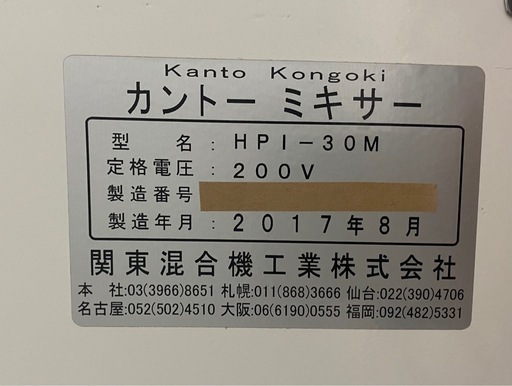 Kanto Kongoki
カントー ミキサー
型名:HPI-30M
定格電圧:200V
製造番号
製造年月:2017年8月
関東混合機工業株式会社
本社:03(3966)8651 札幌:011(868)3666 仙台:022(390)4706
名古屋:052(502)4510 大阪:06(6190)0555 福岡:092(482)5331